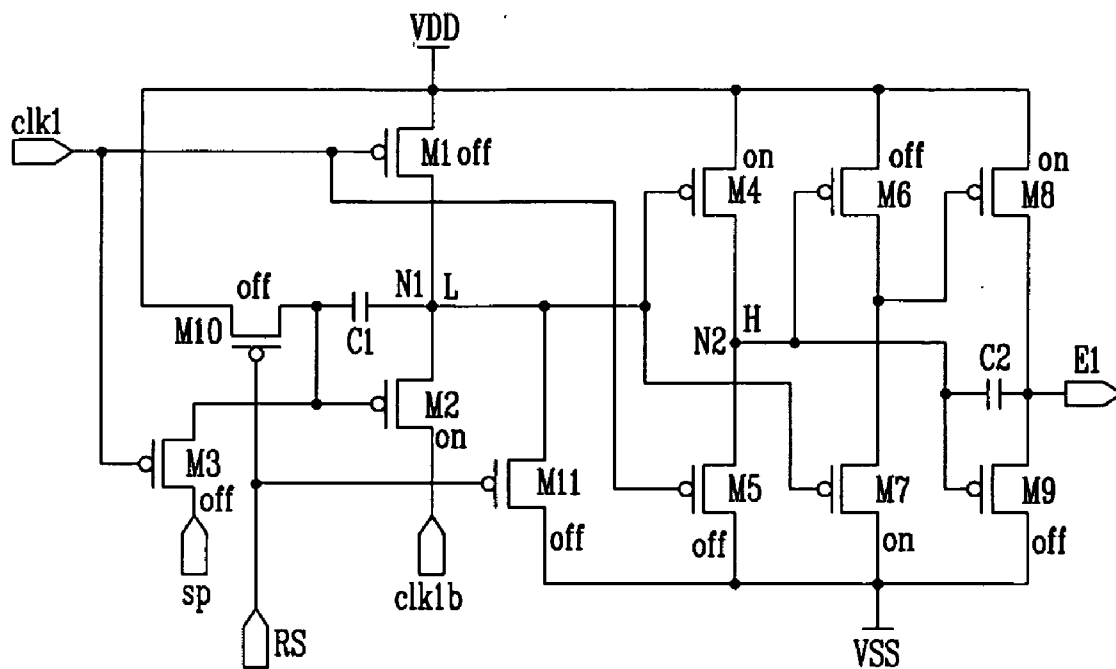 VDD
clk1
M1 off
on
M4
off
M6
on
M8
off
N1 L
M10
C1
N2 H
C2 E1
M2
on
M3
off
M11
off
M5
off
M7
on
M9
off
sp
clk1b
RS
VSS